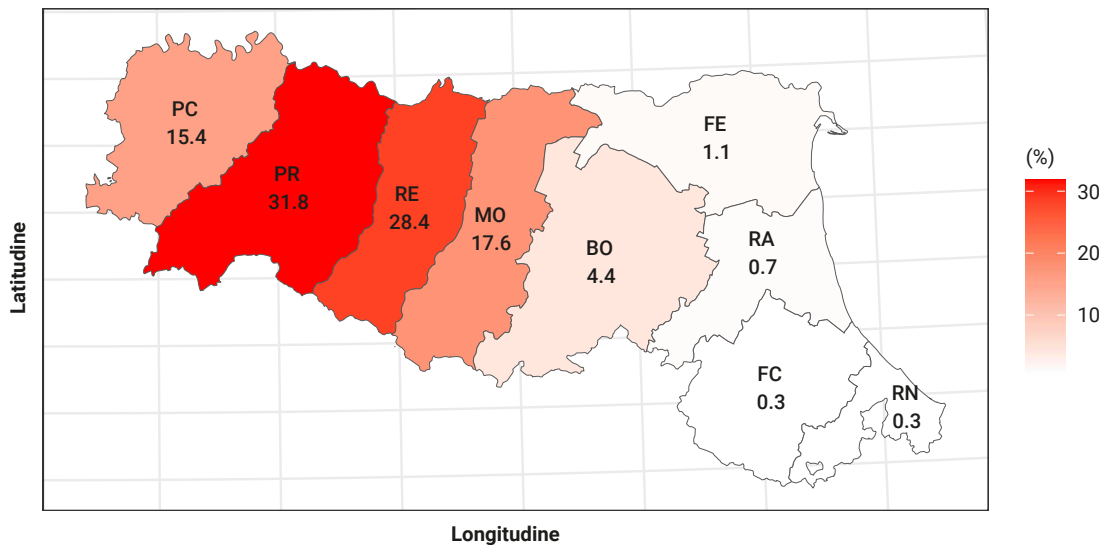 PC
15.4
PR
31.8
RE
28.4
MO
17.6
BO
4.4
FE
1.1
RA
0.7
FC
0.3
RN
0.3
(%)
30
20
10
Latitudine
Longitudine